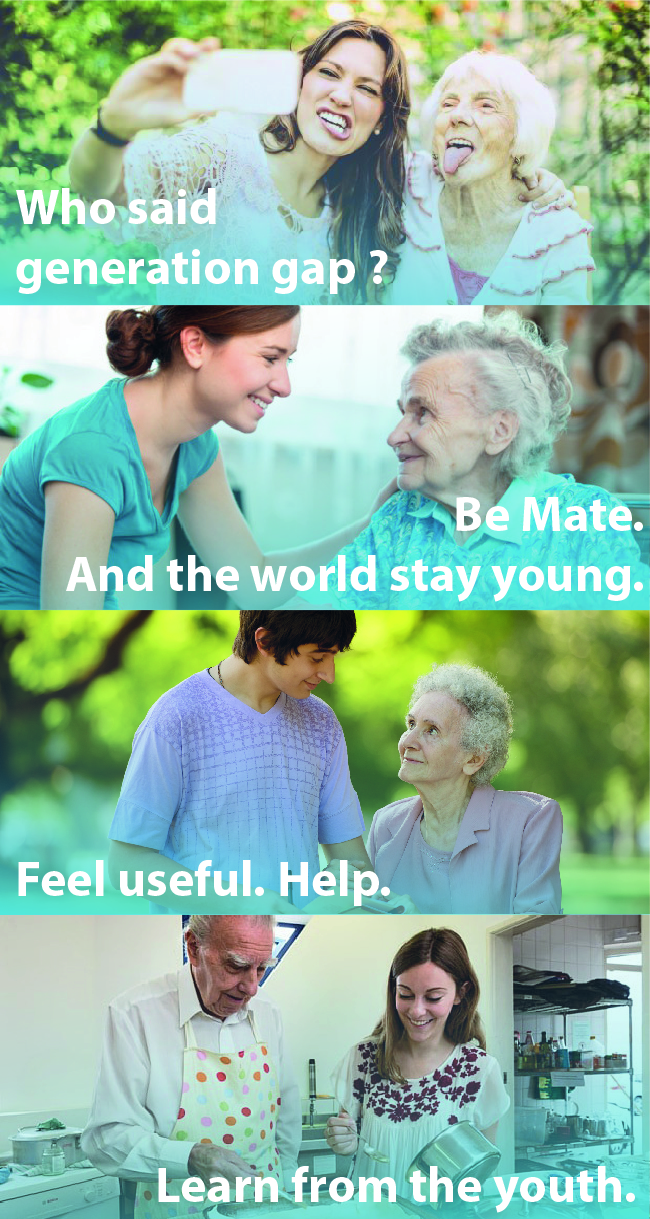 Who said
generation gap ?
Be Mate.
And the world stay young.
Feel useful. Help.
Learn from the youth.